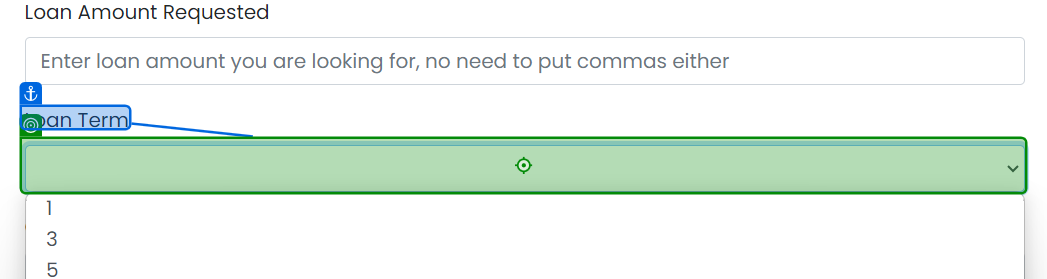 Loan Amount Requested
Enter loan amount you are looking for, no need to put commas either
Loan Term
1
3
5